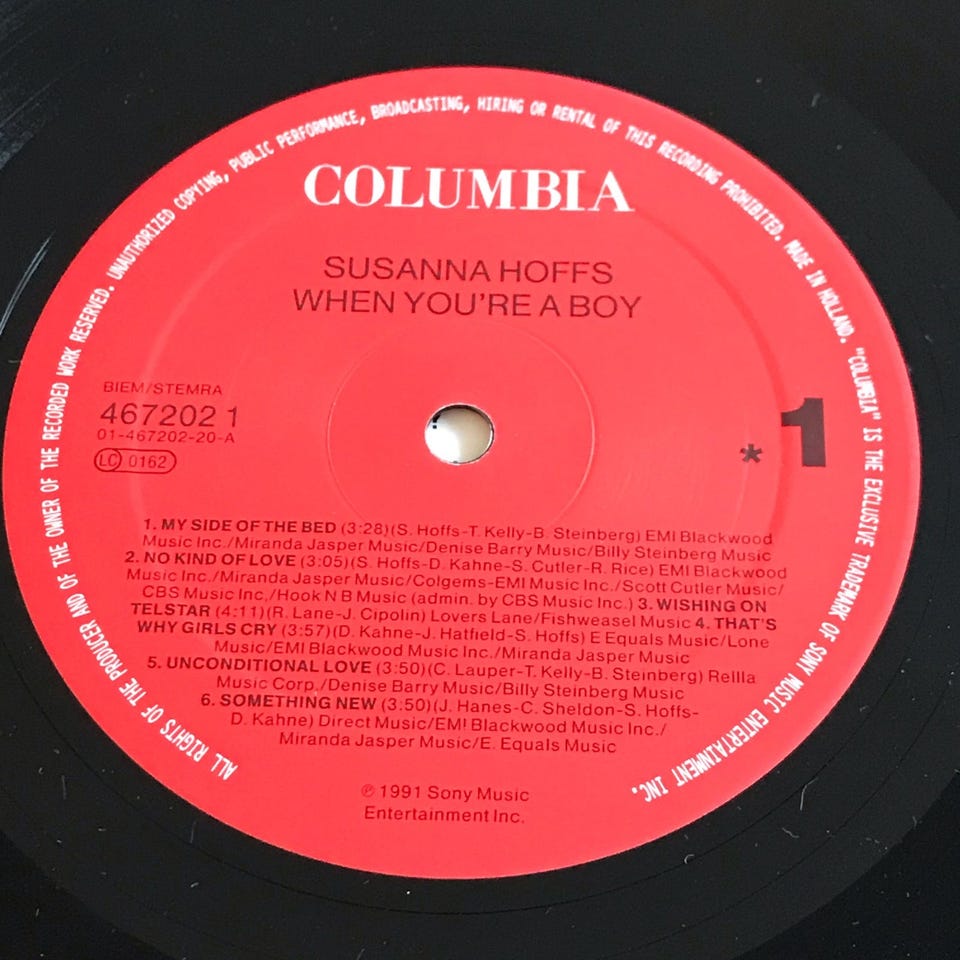 ALL RIGHTS OF THE PRODUCER AND OF THE OWNER OF THE RECORDED WORK RESERVED. UNAUTHORIZED COPYING, PUBLIC PERFORMANCE, BROADCASTING, HIRING OR RENTAL OF THIS RECORDING PROHIBITED. MADE IN HOLLAND. "COLUMBIA" IS THE EXCLUSIVE TRADEMARK OF SONY MUSIC ENTERTAINMENT INC.
COLUMBIA
SUSANNA HOFFS
WHEN YOU'RE A BOY
BIEM/STEMRA
467202 1
01-467202-20-A
LC 0162
* 1
1. MY SIDE OF THE BED (3:28)(S. Hoffs-T. Kelly-B. Steinberg) EMI Blackwood
Music Inc./Miranda Jasper Music/Denise Barry Music/Billy Steinberg Music
2. NO KIND OF LOVE (3:05)(S. Hoffs-D. Kahne-S. Cutler-R. Rice) EMI Blackwood
Music Inc./Miranda Jasper Music/Colgems-EMI Music Inc./Scott Cutler Music/
CBS Music Inc./Hook N B Music (admin. by CBS Music Inc.) 3. WISHING ON
TELSTAR (4:11)(R. Lane-J. Cipolin) Lovers Lane/Fishweasel Music 4. THAT'S
WHY GIRLS CRY (3:57)(D. Kahne-J. Hatfield-S. Hoffs) E Equals Music/Lone
Music/EMI Blackwood Music Inc./Miranda Jasper Music
5. UNCONDITIONAL LOVE (3:50)(C. Lauper-T. Kelly-B. Steinberg) Rellla
Music Corp./Denise Barry Music/Billy Steinberg Music
6. SOMETHING NEW (3:50)(J. Hanes-C. Sheldon-S. Hoffs-
D. Kahne) Direct Music/EMI Blackwood Music Inc./
Miranda Jasper Music/E. Equals Music
℗ 1991 Sony Music
Entertainment Inc.